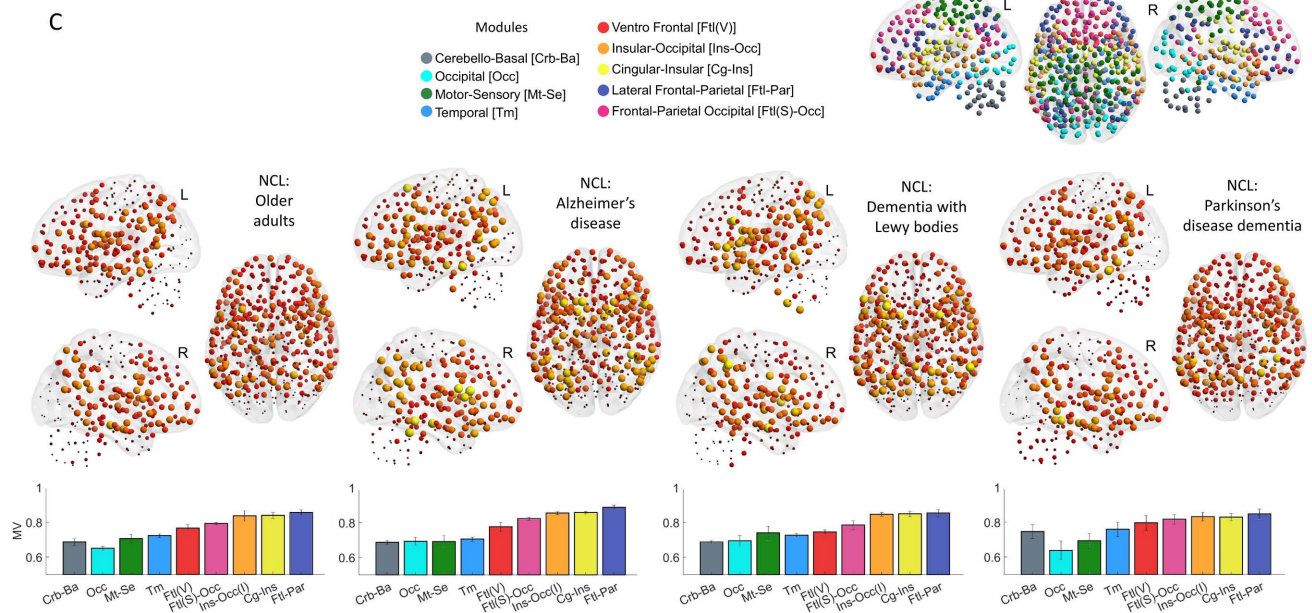 C
Modules
Cerebello-Basal [Crb-Ba]
Occipital [Occ]
Motor-Sensory [Mt-Se]
Temporal [Tm]
Ventro Frontal [Ftl(V)]
Insular-Occipital [Ins-Occ]
Cingular-Insular [Cg-Ins]
Lateral Frontal-Parietal [Ftl-Par]
Frontal-Parietal Occipital [Ftl(S)-Occ]
L
R
L
NCL:
Older
adults
R
L
NCL:
Alzheimer's
disease
R
L
NCL:
Dementia with
Lewy bodies
R
L
NCL:
Parkinson's
disease dementia
R
MV
1
0.8
0.6
Crb-Ba
Occ
Mt-Se
Tm
Ftl(V)
Ftl(S)-Occ
Ins-Occ(I)
Cg-Ins
Ftl-Par
1
0.8
0.6
Crb-Ba
Occ
Mt-Se
Tm
Ftl(V)
Ftl(S)-Occ
Ins-Occ(I)
Cg-Ins
Ftl-Par
1
0.8
0.6
Crb-Ba
Occ
Mt-Se
Tm
Ftl(V)
Ftl(S)-Occ
Ins-Occ(I)
Cg-Ins
Ftl-Par
1
0.8
0.6
Crb-Ba
Occ
Mt-Se
Tm
Ftl(V)
Ftl(S)-Occ
Ins-Occ(I)
Cg-Ins
Ftl-Par